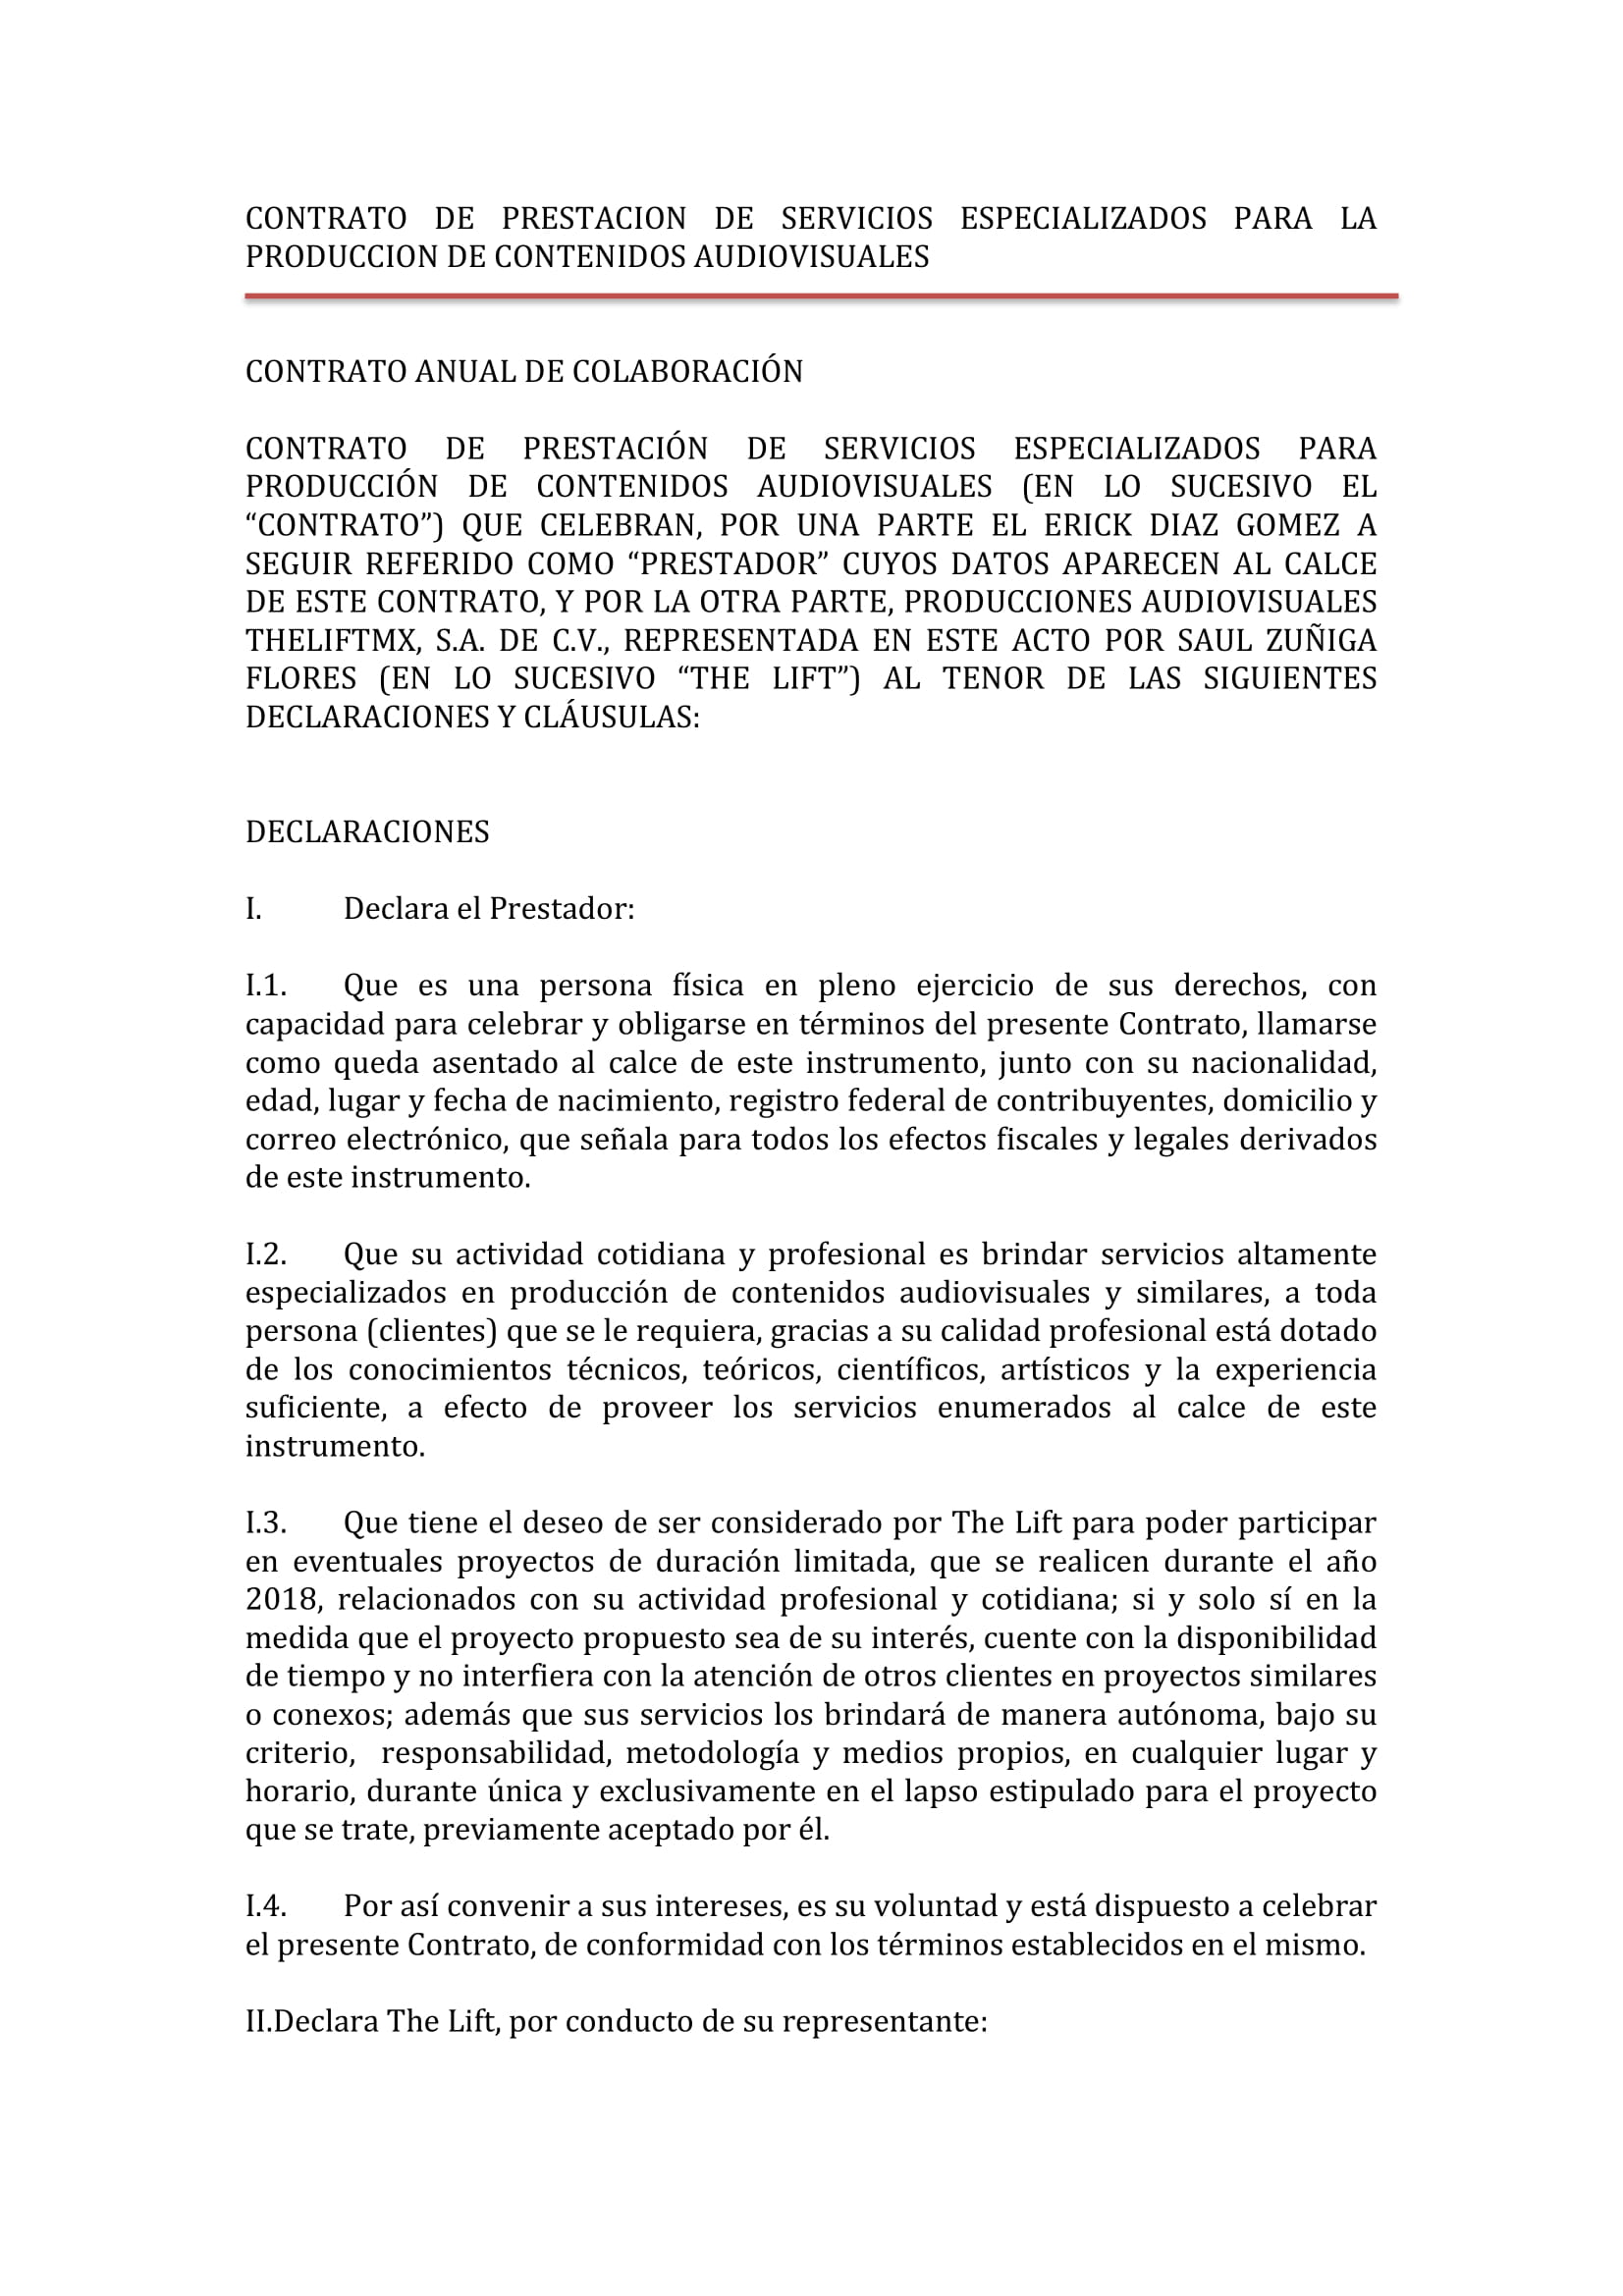 CONTRATO DE PRESTACION DE SERVICIOS ESPECIALIZADOS PARA LA
PRODUCCION DE CONTENIDOS AUDIOVISUALES
CONTRATO ANUAL DE COLABORACIÓN
CONTRATO DE PRESTACIÓN DE SERVICIOS ESPECIALIZADOS PARA
PRODUCCIÓN DE CONTENIDOS AUDIOVISUALES (EN LO SUCESIVO EL
“CONTRATO”) QUE CELEBRAN, POR UNA PARTE EL ERICK DIAZ GOMEZ A
SEGUIR REFERIDO COMO “PRESTADOR” CUYOS DATOS APARECEN AL CALCE
DE ESTE CONTRATO, Y POR LA OTRA PARTE, PRODUCCIONES AUDIOVISUALES
THELIFTMX, S.A. DE C.V., REPRESENTADA EN ESTE ACTO POR SAUL ZUÑIGA
FLORES (EN LO SUCESIVO “THE LIFT”) AL TENOR DE LAS SIGUIENTES
DECLARACIONES Y CLÁUSULAS:
DECLARACIONES
I. Declara el Prestador:
I.1. Que es una persona física en pleno ejercicio de sus derechos, con
capacidad para celebrar y obligarse en términos del presente Contrato, llamarse
como queda asentado al calce de este instrumento, junto con su nacionalidad,
edad, lugar y fecha de nacimiento, registro federal de contribuyentes, domicilio y
correo electrónico, que señala para todos los efectos fiscales y legales derivados
de este instrumento.
I.2. Que su actividad cotidiana y profesional es brindar servicios altamente
especializados en producción de contenidos audiovisuales y similares, a toda
persona (clientes) que se le requiera, gracias a su calidad profesional está dotado
de los conocimientos técnicos, teóricos, científicos, artísticos y la experiencia
suficiente, a efecto de proveer los servicios enumerados al calce de este
instrumento.
I.3. Que tiene el deseo de ser considerado por The Lift para poder participar
en eventuales proyectos de duración limitada, que se realicen durante el año
2018, relacionados con su actividad profesional y cotidiana; si y solo sí en la
medida que el proyecto propuesto sea de su interés, cuente con la disponibilidad
de tiempo y no interfiera con la atención de otros clientes en proyectos similares
o conexos; además que sus servicios los brindará de manera autónoma, bajo su
criterio, responsabilidad, metodología y medios propios, en cualquier lugar y
horario, durante única y exclusivamente en el lapso estipulado para el proyecto
que se trate, previamente aceptado por él.
I.4. Por así convenir a sus intereses, es su voluntad y está dispuesto a celebrar
el presente Contrato, de conformidad con los términos establecidos en el mismo.
II.Declara The Lift, por conducto de su representante: